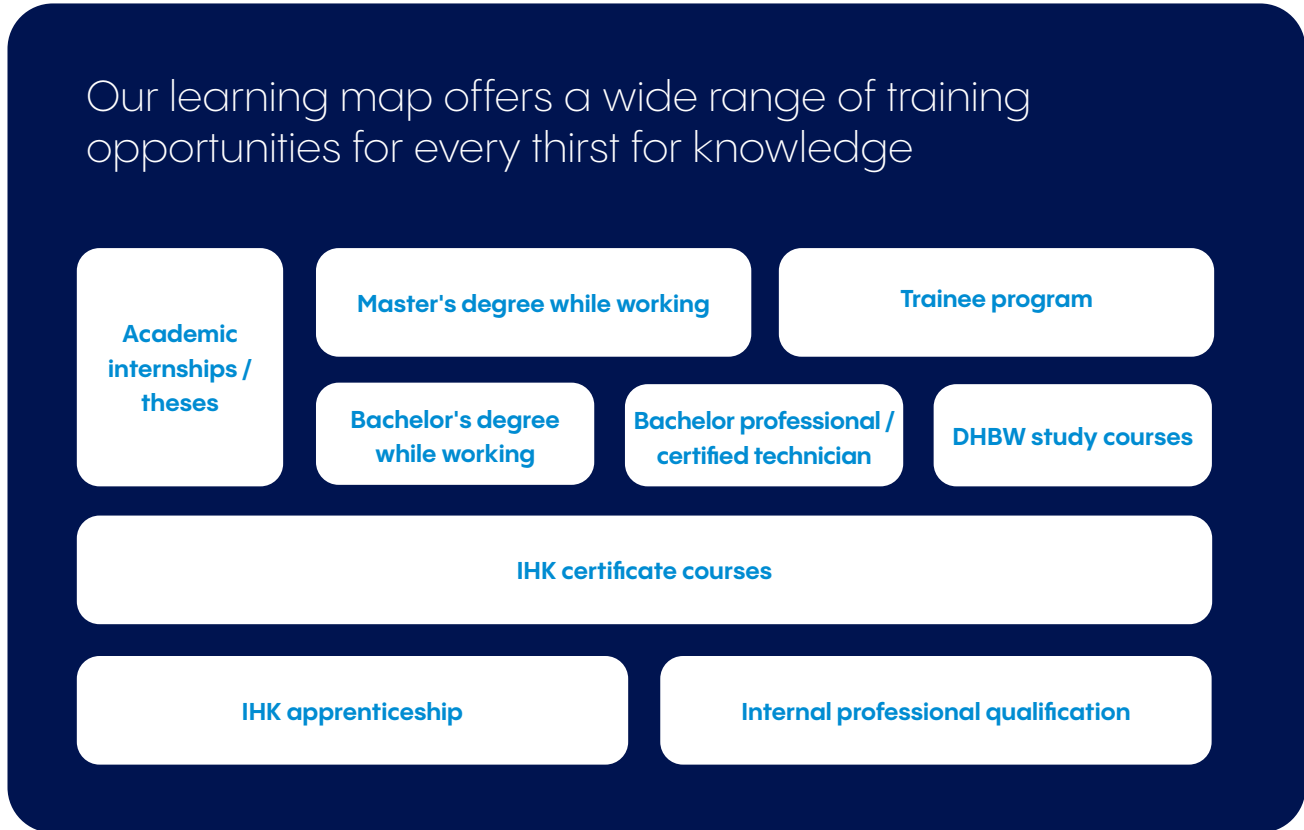 Our learning map offers a wide range of training
opportunities for every thirst for knowledge
Academic
internships /
theses
Master's degree while working
Trainee program
Bachelor's degree
while working
Bachelor professional /
certified technician
DHBW study courses
IHK certificate courses
IHK apprenticeship
Internal professional qualification